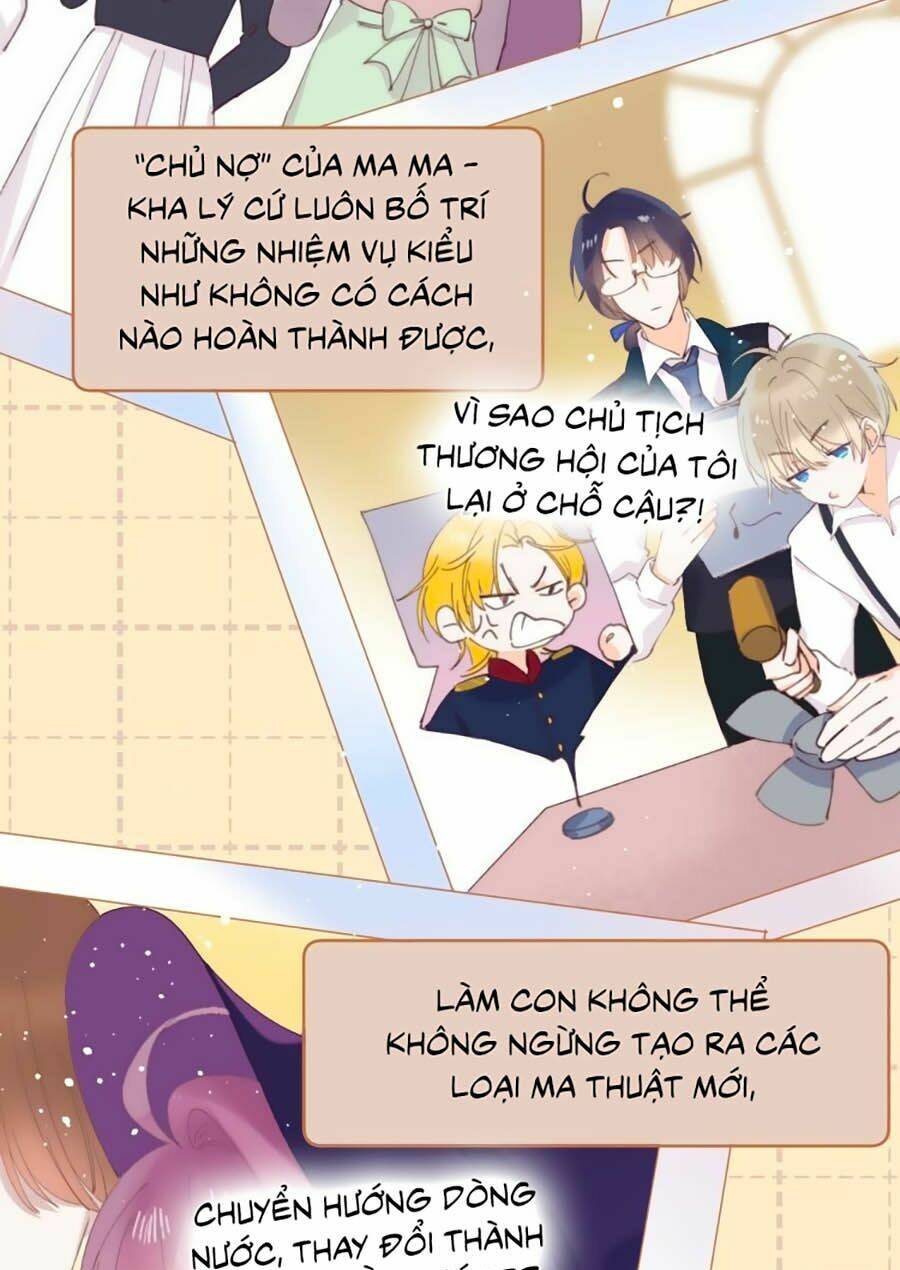 “CHỦ NỢ” CỦA MA MA -
KHA LÝ CỨ LUÔN BỐ TRÍ
NHỮNG NHIỆM VỤ KIỂU
NHƯ KHÔNG CÓ CÁCH
NÀO HOÀN THÀNH ĐƯỢC,
VÌ SAO CHỦ TỊCH
THƯƠNG HỘI CỦA TÔI
LẠI Ở CHỖ CẬU?!
LÀM CON KHÔNG THỂ
KHÔNG NGỪNG TẠO RA CÁC
LOẠI MA THUẬT MỚI,
CHUYỂN HƯỚNG DÒNG
NƯỚC, THAY ĐỔI THÀNH